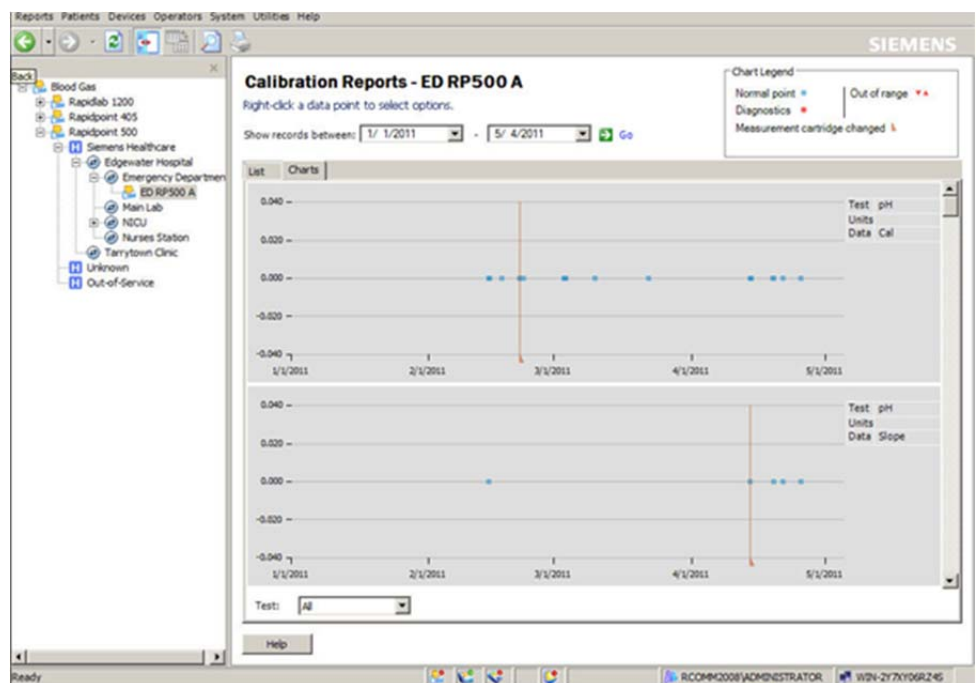 Reports Patients Devices Operators System Utilities Help
SIEMENS
Back
Blood Gas
Rapidlab 1200
Rapidpoint 405
Rapidpoint 500
Siemens Healthcare
Edgewater Hospital
Emergency Departmen
ED RP500 A
Main Lab
NICU
Nurses Station
Tarrytown Clinic
Unknown
Out-of-Service
Calibration Reports - ED RP500 A
Right-click a data point to select options.
Show records between: 1/ 1/2011 - 5/ 4/2011 Go
Chart Legend
Normal point
Out of range
Diagnostics
Measurement cartridge changed
List Charts
0.040
0.020
0.000
-0.020
-0.040
1/1/2011 2/1/2011 3/1/2011 4/1/2011 5/1/2011
Test pH
Units
Data Cal
0.040
0.020
0.000
-0.020
-0.040
1/1/2011 2/1/2011 3/1/2011 4/1/2011 5/1/2011
Test pH
Units
Data Slope
Test: All
Help
Ready
RCOMM2008\ADMINISTRATOR
WIN-2Y7XY06RZ4S